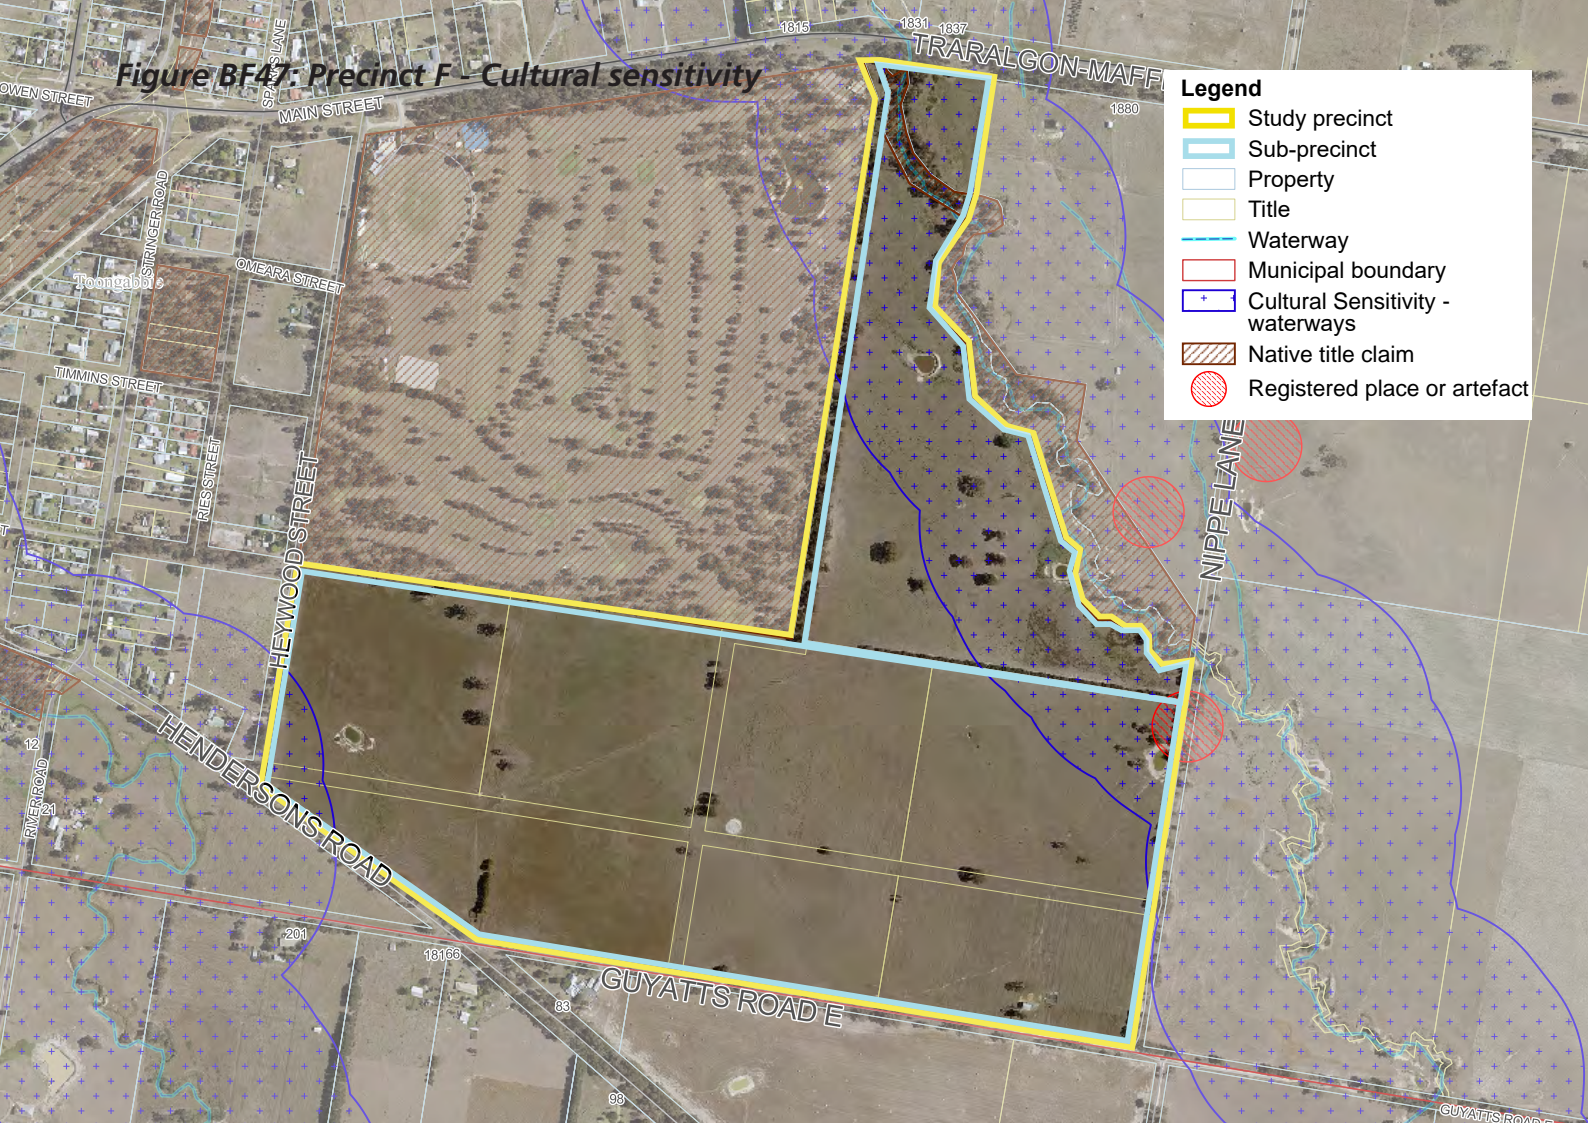 Figure BF47: Precinct F - Cultural sensitivity
Legend
Study precinct
Sub-precinct
Property
Title
Waterway
Municipal boundary
Cultural Sensitivity -
waterways
Native title claim
Registered place or artefact
1815
1831
1837
1880
TRARALGON-MAFF
OWEN STREET
SPARKS LANE
MAIN STREET
STRINGER ROAD
OMEARA STREET
Toongabbie
TIMMINS STREET
RIES STREET
HEYWOOD STREET
NIPPE LANE
HENDERSONS ROAD
RIVER ROAD
12
21
201
18166
83
98
GUYATTS ROAD E
GUYATTS ROAD E